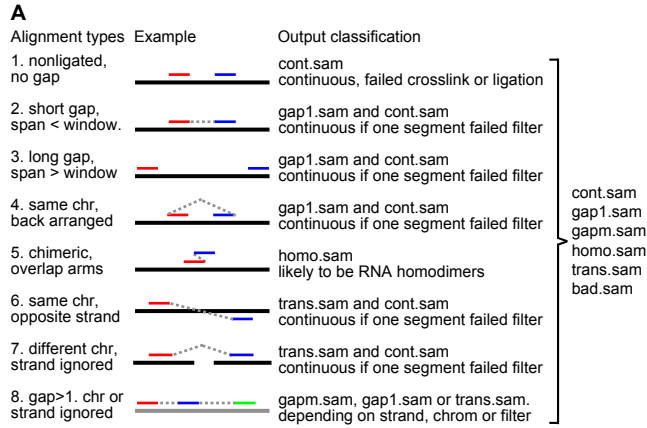 A
Alignment types Example Output classification
1. nonligated,
no gap
cont.sam
continuous, failed crosslink or ligation
2. short gap,
span < window.
gap1.sam and cont.sam
continuous if one segment failed filter
3. long gap,
span > window
gap1.sam and cont.sam
continuous if one segment failed filter
4. same chr,
back arranged
gap1.sam and cont.sam
continuous if one segment failed filter
5. chimeric,
overlap arms
homo.sam
likely to be RNA homodimers
6. same chr,
opposite strand
trans.sam and cont.sam
continuous if one segment failed filter
7. different chr,
strand ignored
trans.sam and cont.sam
continuous if one segment failed filter
8. gap>1. chr or
strand ignored
gapm.sam, gap1.sam or trans.sam.
depending on strand, chrom or filter
cont.sam
gap1.sam
gapm.sam
homo.sam
trans.sam
bad.sam